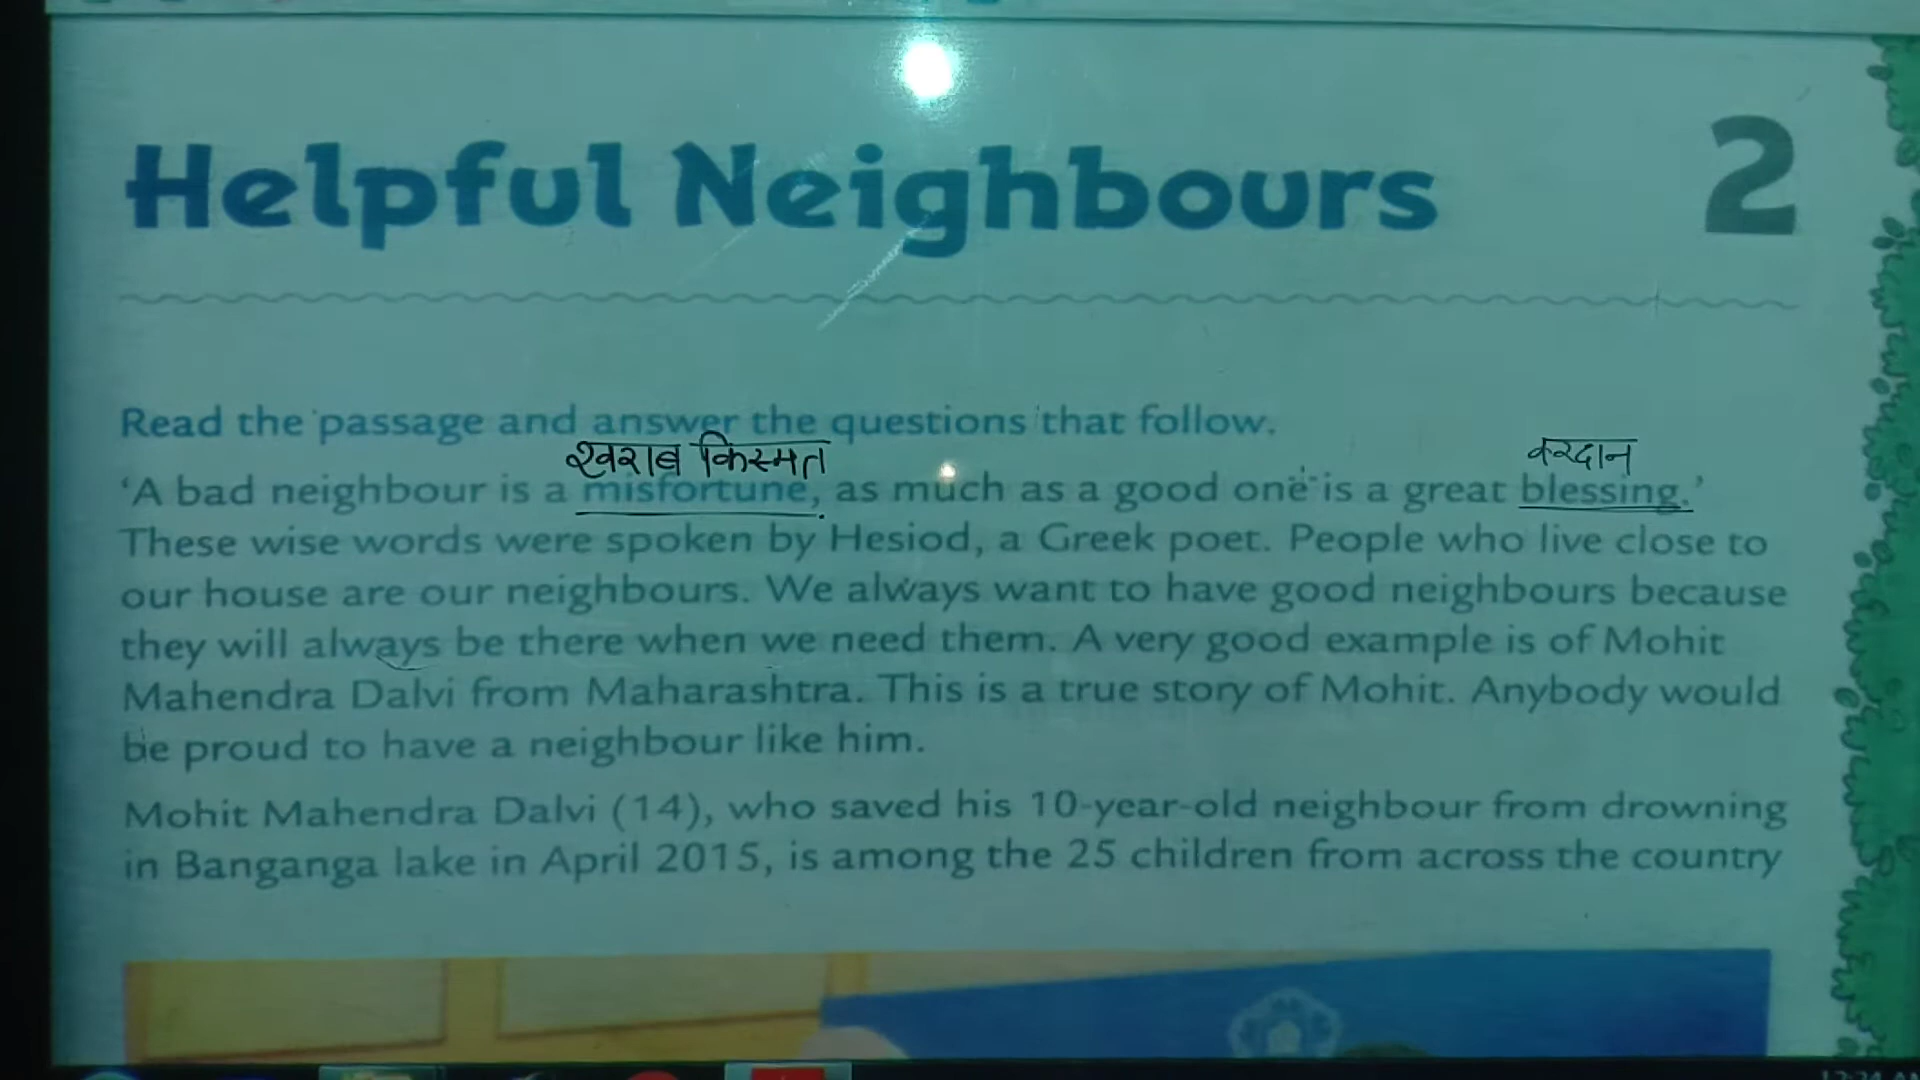 Helpful Neighbours
2
Read the passage and answer the questions that follow.
खराब किस्मत
वरदान
'A bad neighbour is a misfortune, as much as a good one is a great blessing.'
These wise words were spoken by Hesiod, a Greek poet. People who live close to
our house are our neighbours. We always want to have good neighbours because
they will always be there when we need them. A very good example is of Mohit
Mahendra Dalvi from Maharashtra. This is a true story of Mohit. Anybody would
be proud to have a neighbour like him.
Mohit Mahendra Dalvi (14), who saved his 10-year-old neighbour from drowning
in Banganga lake in April 2015, is among the 25 children from across the country